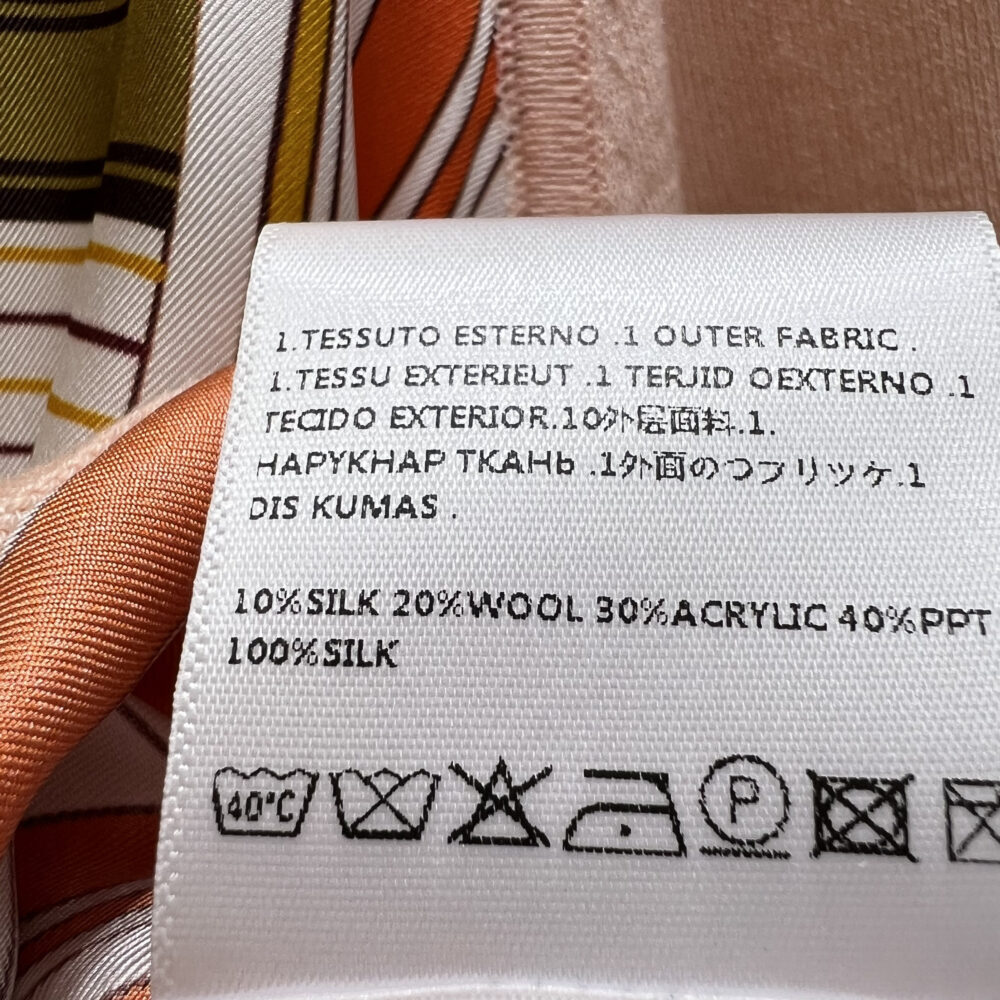 1.TESSUTO ESTERNO .1 OUTER FABRIC .
1.TESSU EXTERIEUT .1 TERJID OEXTERNO .1
TECIDO EXTERIOR.10外层面料.1.
HAPYKHAP TKAHb .1外面のつフリッケ.1
DIS KUMAS .
10%SILK 20%WOOL 30%ACRYLIC 40%PPT
100%SILK
40°C
P